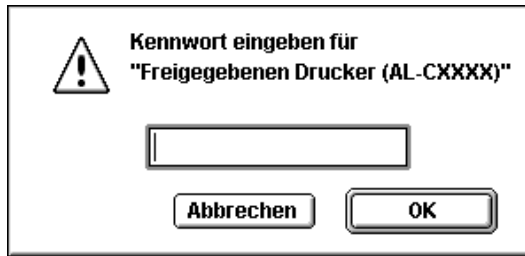 Kennwort eingeben für
"Freigegebenen Drucker (AL-CXXXX)"
Abbrechen
OK